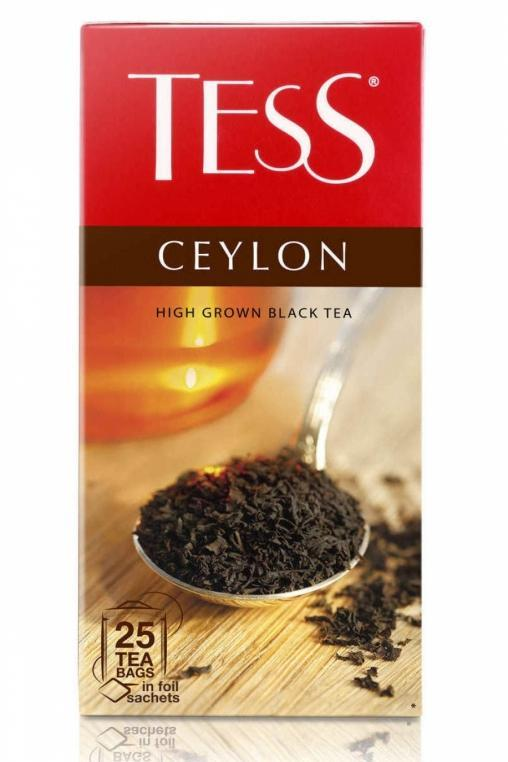 TESS®
CEYLON
HIGH GROWN BLACK TEA
25
TEA
BAGS
in foil
sachets
*